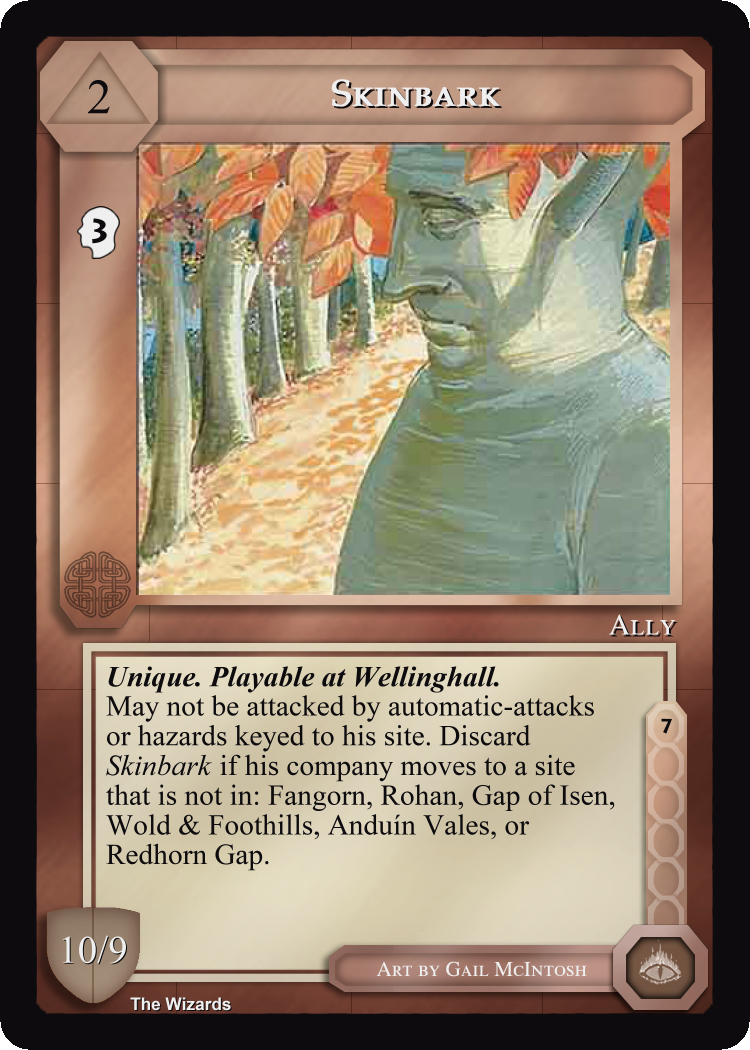 2
Skinbark
3
Ally
Unique. Playable at Wellinghall.
May not be attacked by automatic-attacks
or hazards keyed to his site. Discard
Skinbark if his company moves to a site
that is not in: Fangorn, Rohan, Gap of Isen,
Wold & Foothills, Anduín Vales, or
Redhorn Gap.
7
10/9
Art by Gail McIntosh
The Wizards